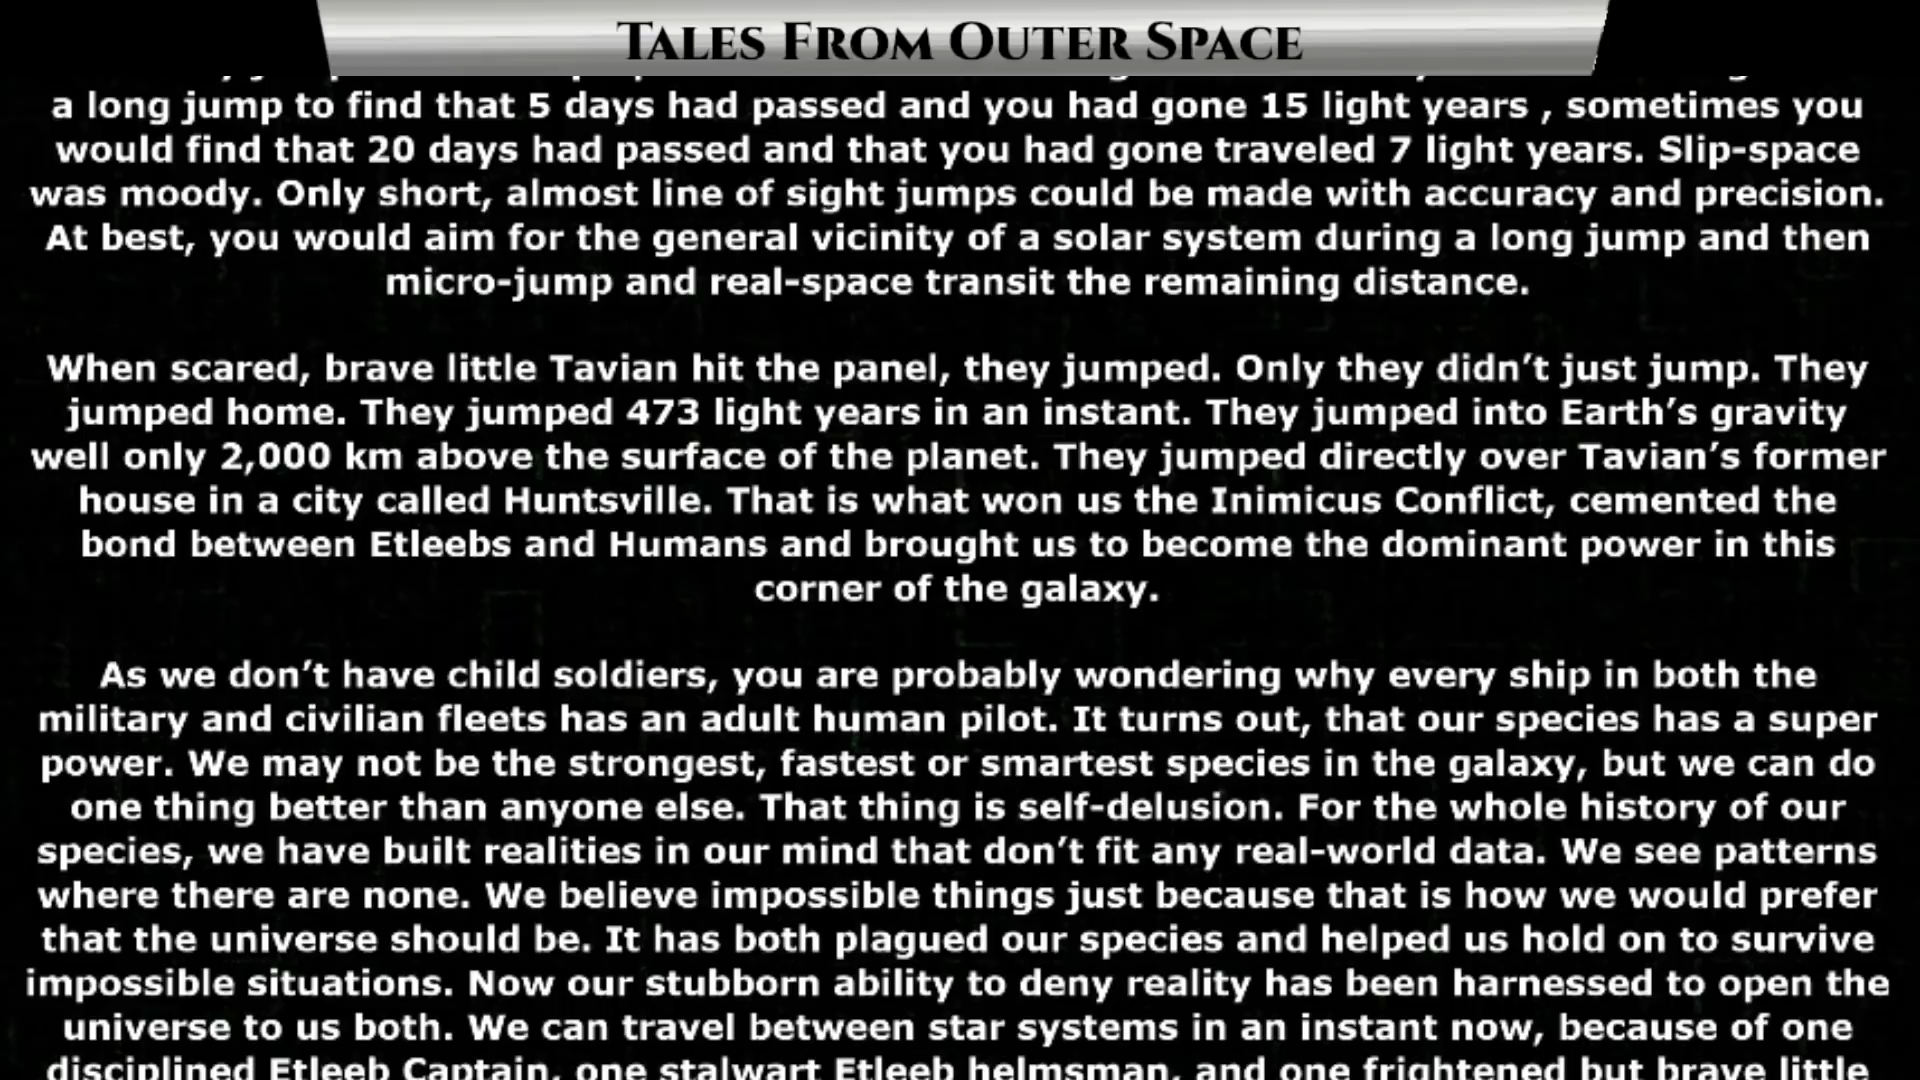 Tales From Outer Space
a long jump to find that 5 days had passed and you had gone 15 light years , sometimes you
would find that 20 days had passed and that you had gone traveled 7 light years. Slip-space
was moody. Only short, almost line of sight jumps could be made with accuracy and precision.
At best, you would aim for the general vicinity of a solar system during a long jump and then
micro-jump and real-space transit the remaining distance.
When scared, brave little Tavian hit the panel, they jumped. Only they didn’t just jump. They
jumped home. They jumped 473 light years in an instant. They jumped into Earth’s gravity
well only 2,000 km above the surface of the planet. They jumped directly over Tavian’s former
house in a city called Huntsville. That is what won us the Inimicus Conflict, cemented the
bond between Etleebs and Humans and brought us to become the dominant power in this
corner of the galaxy.
As we don’t have child soldiers, you are probably wondering why every ship in both the
military and civilian fleets has an adult human pilot. It turns out, that our species has a super
power. We may not be the strongest, fastest or smartest species in the galaxy, but we can do
one thing better than anyone else. That thing is self-delusion. For the whole history of our
species, we have built realities in our mind that don’t fit any real-world data. We see patterns
where there are none. We believe impossible things just because that is how we would prefer
that the universe should be. It has both plagued our species and helped us hold on to survive
impossible situations. Now our stubborn ability to deny reality has been harnessed to open the
universe to us both. We can travel between star systems in an instant now, because of one
disciplined Etleeb Captain, one stalwart Etleeb helmsman, and one frightened but brave little